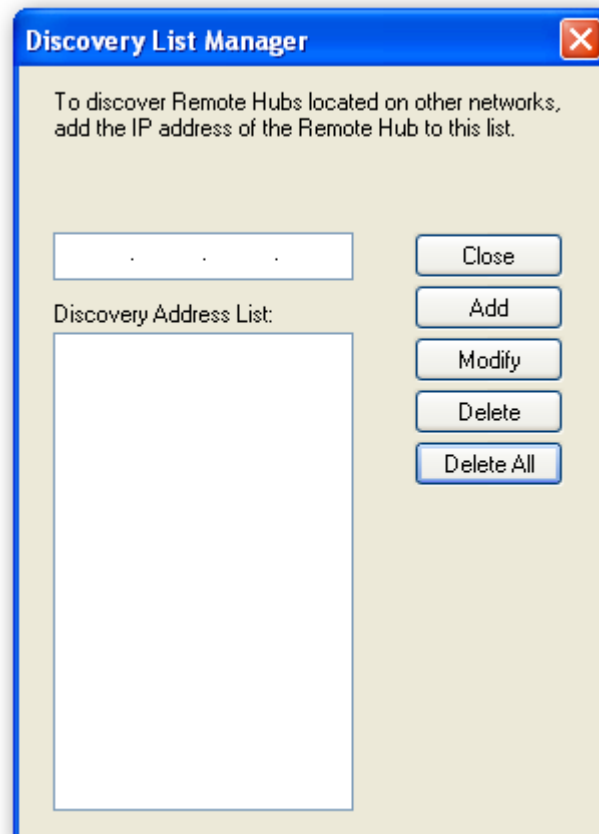 Discovery List Manager
To discover Remote Hubs located on other networks,
add the IP address of the Remote Hub to this list.
. . .
Close
Discovery Address List:
Add
Modify
Delete
Delete All